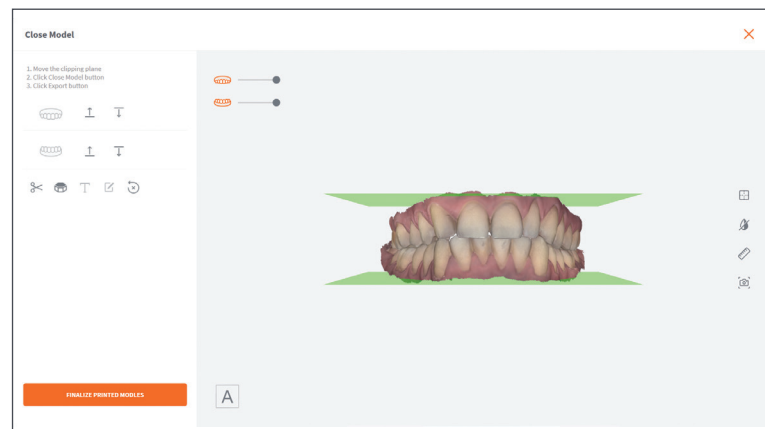 Close Model
1. Move the clipping plane
2. Click Close Model button
3. Click Export button
T
FINALIZE PRINTED MODLES
A